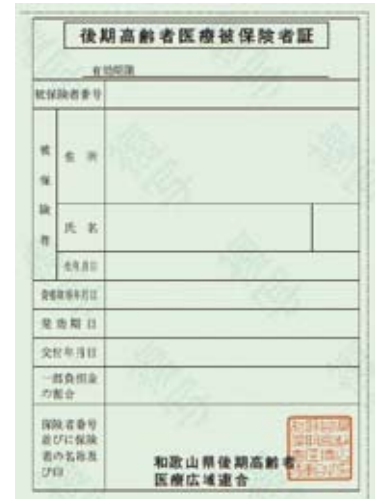 後期高齢者医療被保険者証
有効期限
被保険者番号
被保険者
住所
氏名
生年月日
資格取得年月日
発効期日
交付年月日
一部負担金
の割合
保険者番号
並びに保険
者の名称及
び印
和歌山県後期高齢者
医療広域連合